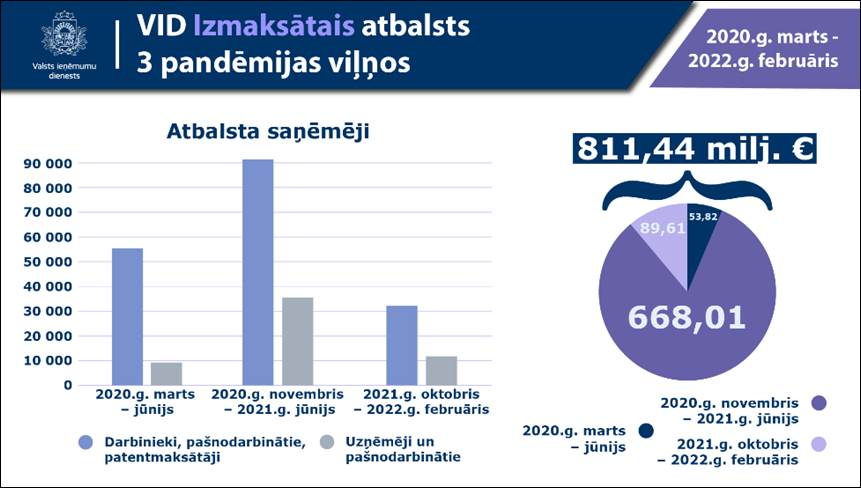 Valsts ieņēmumu
dienests
VID Izmaksātais atbalsts
3 pandēmijas viļņos
2020.g. marts -
2022.g. februāris
Atbalsta saņēmēji
90 000
80 000
70 000
60 000
50 000
40 000
30 000
20 000
10 000
0
2020.g. marts
– jūnijs
2020.g. novembris
– 2021.g. jūnijs
2021.g. oktobris
– 2022.g. februāris
Darbinieki, pašnodarbinātie,
patentmaksātāji
Uzņēmēji un
pašnodarbinātie
811,44 milj. €
89,61
53,82
668,01
2020.g. novembris
– 2021.g. jūnijs
2020.g. marts
– jūnijs
2021.g. oktobris
– 2022.g. februāris